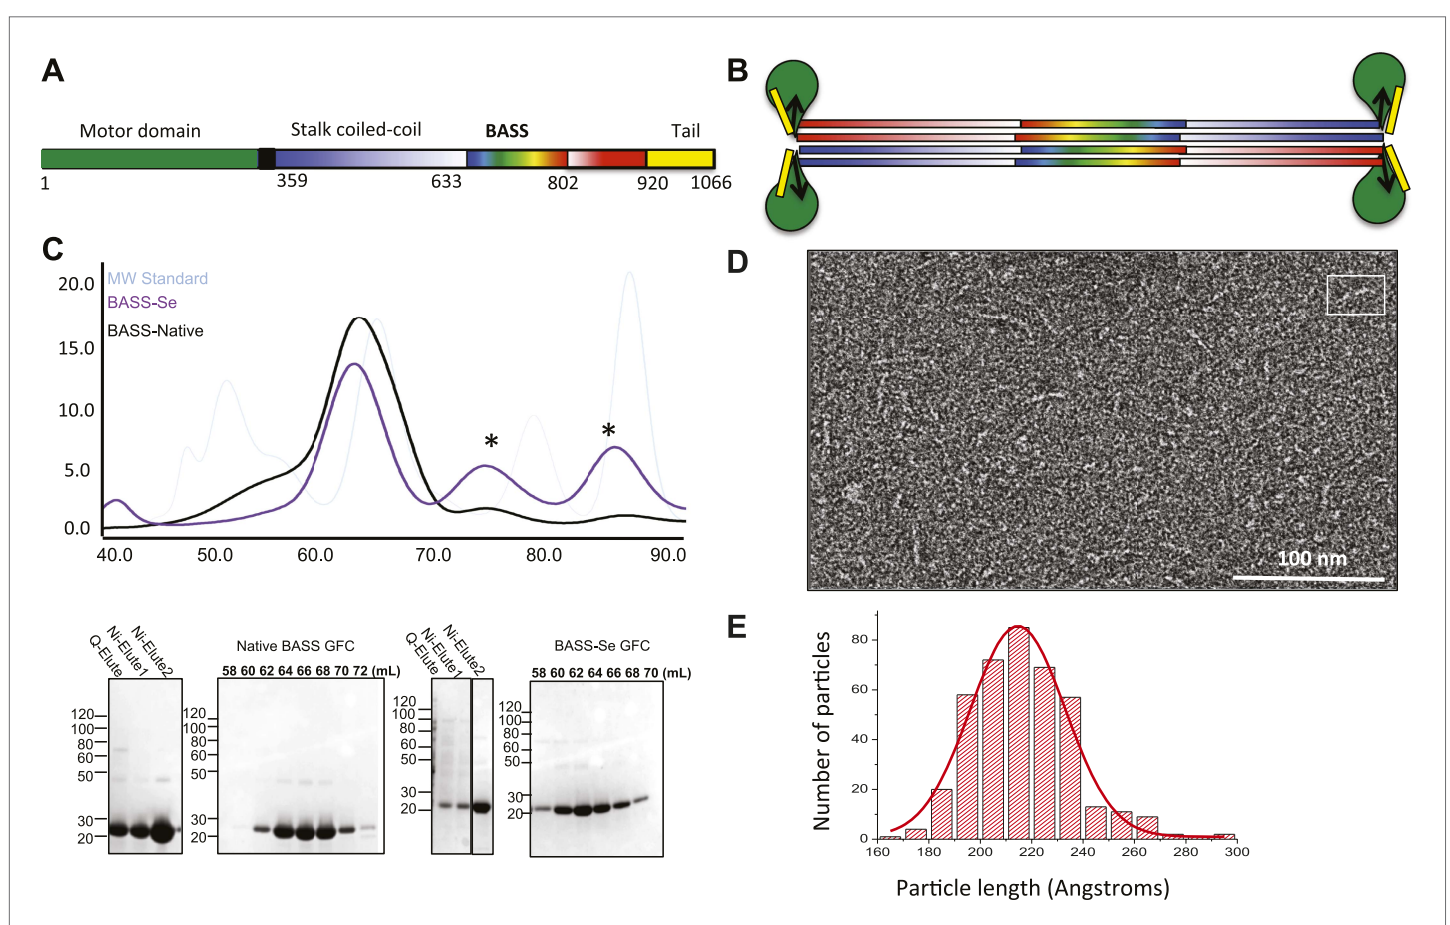 A
Motor domain
Stalk coiled-coil
BASS
Tail
1
359
633
802
920
1066
B
C
20.0
15.0
10.0
5.0
0.0
MW Standard
BASS-Se
BASS-Native
*
*
40.0 50.0 60.0 70.0 80.0 90.0
Q-Elute
Ni-Elute1
Ni-Elute2
120
100
80
60
50
30
20
Native BASS GFC
58 60 62 64 66 68 70 72 (mL)
120
100
80
60
50
30
20
Q-Elute
Ni-Elute1
Ni-Elute2
120
100
80
60
50
30
20
BASS-Se GFC
58 60 62 64 66 68 70 (mL)
120
100
80
60
50
30
20
D
100 nm
E
Number of particles
80
60
40
20
0
160 180 200 220 240 260 280 300
Particle length (Angstroms)